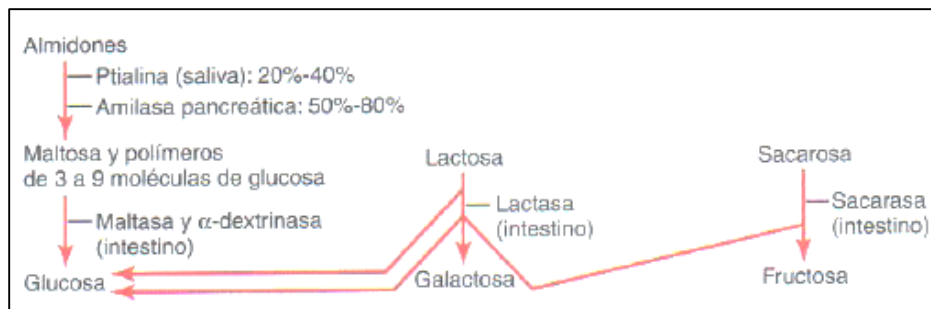 Almidones
Ptialina (saliva): 20%-40%
Amilasa pancreática: 50%-80%
Maltosa y polímeros
de 3 a 9 moléculas de glucosa
Lactosa
Sacarosa
Maltasa y α-dextrinasa
(intestino)
Lactasa
(intestino)
Sacarasa
(intestino)
Glucosa
Galactosa
Fructosa